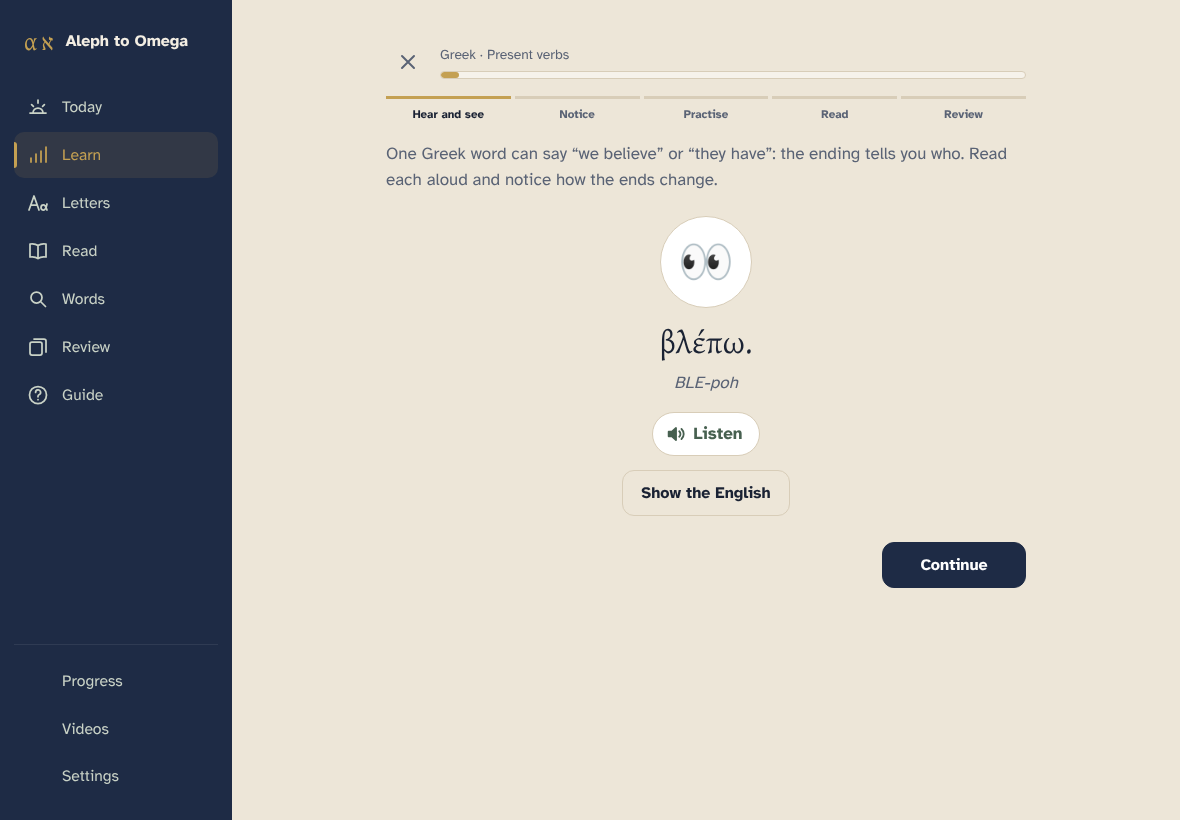 αא Aleph to Omega
Today
Learn
Letters
Read
Words
Review
Guide
Progress
Videos
Settings
Greek · Present verbs
Hear and see
Notice
Practise
Read
Review
One Greek word can say “we believe” or “they have”: the ending tells you who. Read
each aloud and notice how the ends change.
βλέπω.
BLE-poh
Listen
Show the English
Continue